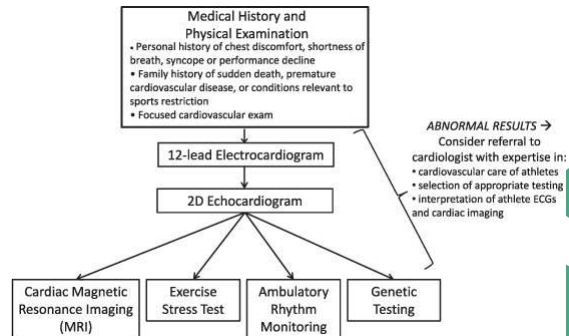 Medical History and
Physical Examination
• Personal history of chest discomfort, shortness of
breath, syncope or performance decline
• Family history of sudden death, premature
cardiovascular disease, or conditions relevant to
sports restriction
• Focused cardiovascular exam
ABNORMAL RESULTS →
Consider referral to
cardiologist with expertise in:
• cardiovascular care of athletes
• selection of appropriate testing
• interpretation of athlete ECGs
and cardiac imaging
12-lead Electrocardiogram
2D Echocardiogram
Cardiac Magnetic
Resonance Imaging
(MRI)
Exercise
Stress Test
Ambulatory
Rhythm
Monitoring
Genetic
Testing